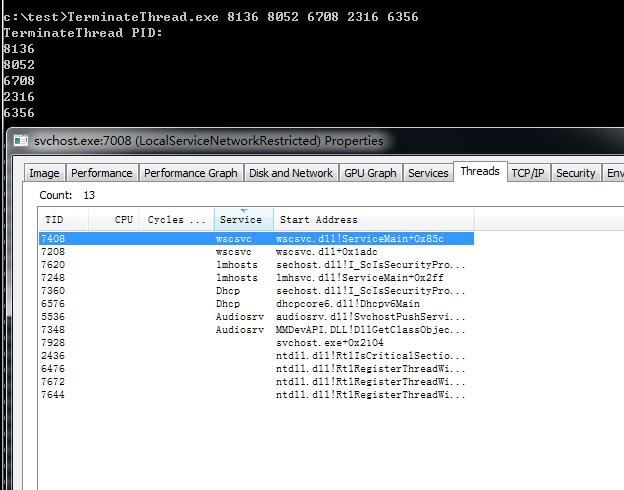 c:\test>TerminateThread.exe 8136 8052 6708 2316 6356
TerminateThread PID:
8136
8052
6708
2316
6356
svchost.exe:7008 (LocalServiceNetworkRestricted) Properties
Image Performance Performance Graph Disk and Network GPU Graph Services Threads TCP/IP Security Env
Count: 13
TID CPU Cycles ... Service Start Address
7408 wscsvc wscsvc.dll!ServiceMain+0x85c
7208 wscsvc wscsvc.dll+0x1adc
7620 lmhosts sechost.dll!I_ScIsSecurityPro...
7248 lmhosts lmhsvc.dll!ServiceMain+0x2ff
7360 Dhcp sechost.dll!I_ScIsSecurityPro...
6576 Dhcp dhcpcore6.dll!Dhcpv6Main
5536 Audiosrv audiosrv.dll!SvchostPushServi...
7348 Audiosrv MMDevAPI.DLL!DllGetClassObjec...
7928 svchost.exe+0x2104
2436 ntdll.dll!RtlIsCriticalSectio...
6476 ntdll.dll!RtlRegisterThreadWi...
7672 ntdll.dll!RtlRegisterThreadWi...
7644 ntdll.dll!RtlRegisterThreadWi...